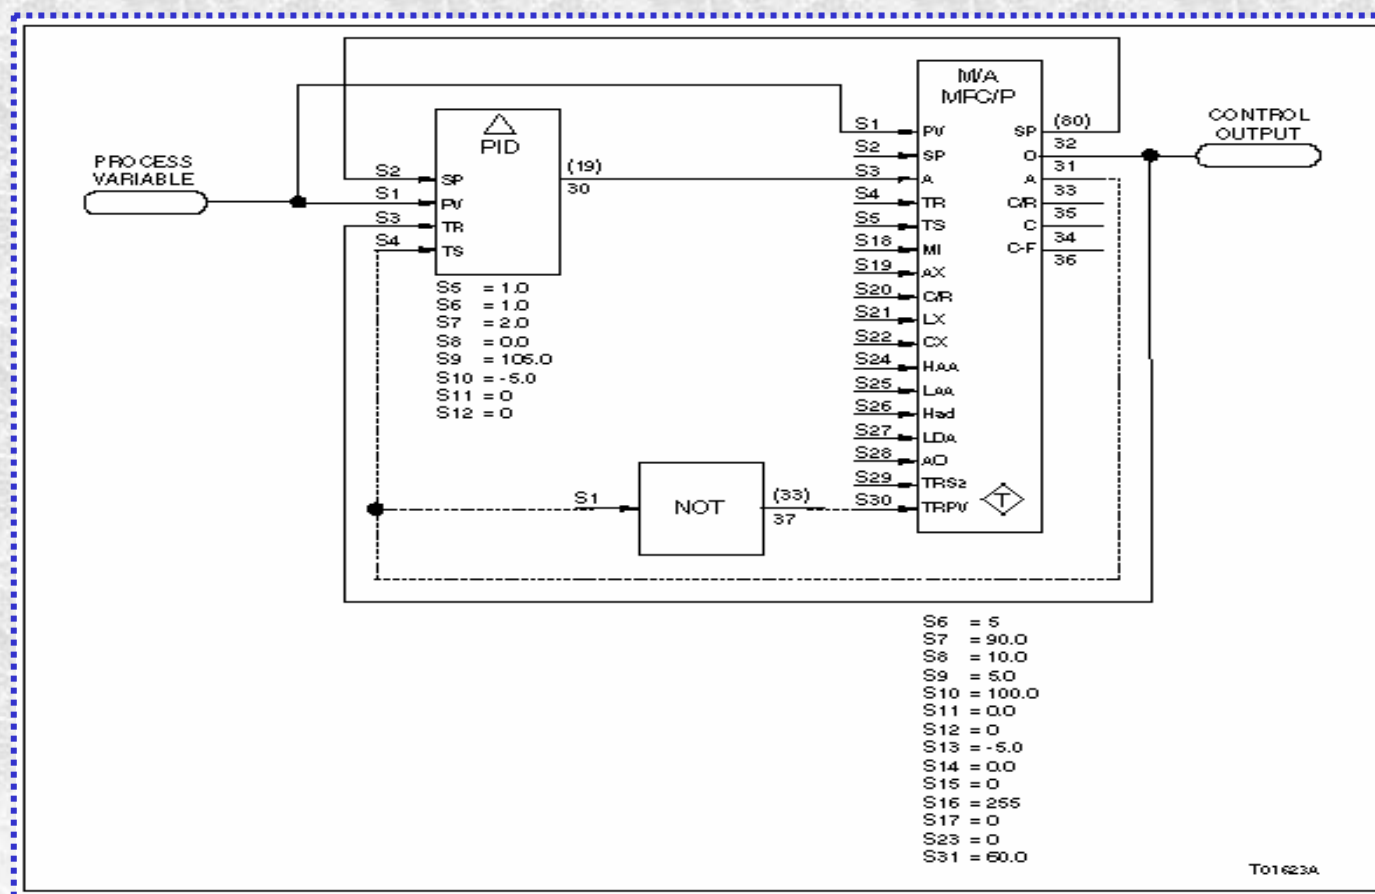 PROCESS
VARIABLE
PID
S2 SP
S1 PV
S3 TR
S4 TS
(19)
30
S5 = 1.0
S6 = 1.0
S7 = 2.0
S8 = 0.0
S9 = 105.0
S10 = -5.0
S11 = 0
S12 = 0
S1
NOT
(33)
37
M/A
MFC/P
S1 PV
S2 SP
S3 A
S4 TR
S5 TS
S18 MI
S19 AX
S20 C/R
S21 LX
S22 CX
S24 HAA
S25 LAA
S26 Had
S27 LDA
S28 AO
S29 TRS2
S30 TRPV
T
SP (80)
32
O
31
A
33
C/R
35
C
34
C-F
36
CONTROL
OUTPUT
S6 = 5
S7 = 90.0
S8 = 10.0
S9 = 5.0
S10 = 100.0
S11 = 0.0
S12 = 0
S13 = -5.0
S14 = 0.0
S15 = 0
S16 = 255
S17 = 0
S23 = 0
S31 = 60.0
T01623A